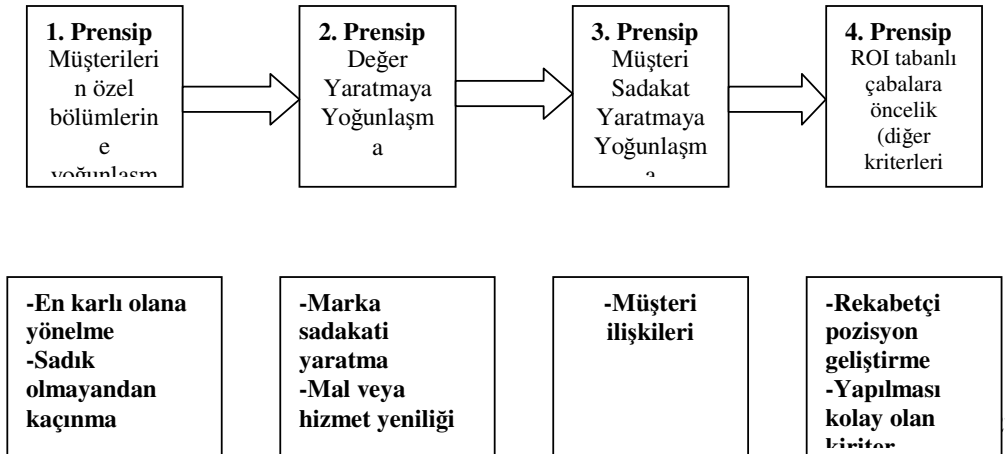 1. Prensip
Müşterileri
n özel
bölümlerin
e
yoğunlaşm
2. Prensip
Değer
Yaratmaya
Yoğunlaşm
a
3. Prensip
Müşteri
Sadakat
Yaratmaya
Yoğunlaşm
a
4. Prensip
ROI tabanlı
çabalara
öncelik
(diğer
kriterleri
-En karlı olana
yönelme
-Sadık
olmayandan
kaçınma
-Marka
sadakati
yaratma
-Mal veya
hizmet yeniliği
-Müşteri
ilişkileri
-Rekabetçi
pozisyon
geliştirme
-Yapılması
kolay olan
kiriter